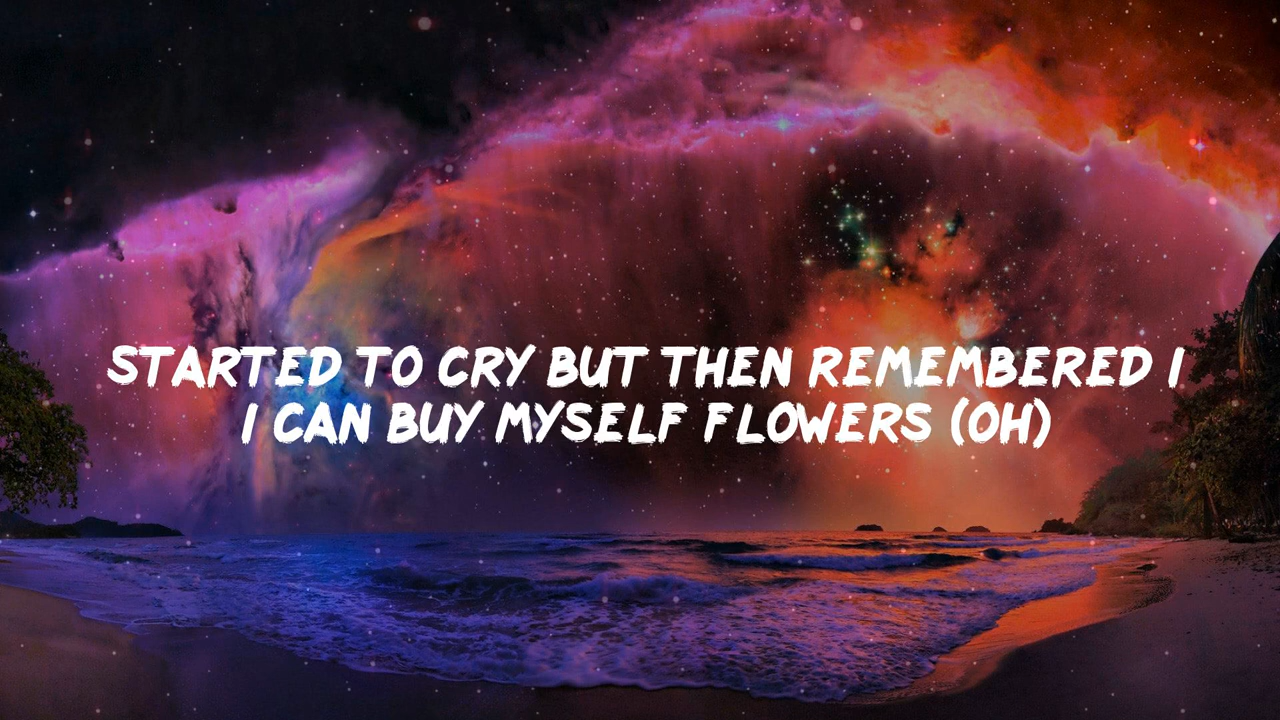 STARTED TO CRY BUT THEN REMEMBERED I
I CAN BUY MYSELF FLOWERS (OH)